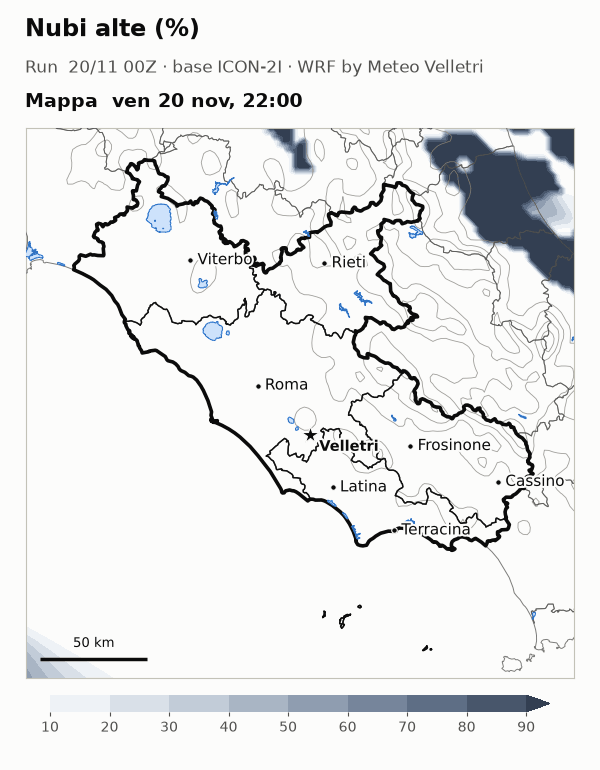 Nubi alte (%)
Run  20/11 00Z · base ICON-2I · WRF by Meteo Velletri
Mappa  ven 20 nov, 22:00
Viterbo
Rieti
Roma
Velletri
Frosinone
Cassino
Latina
Terracina
50 km
10 20 30 40 50 60 70 80 90